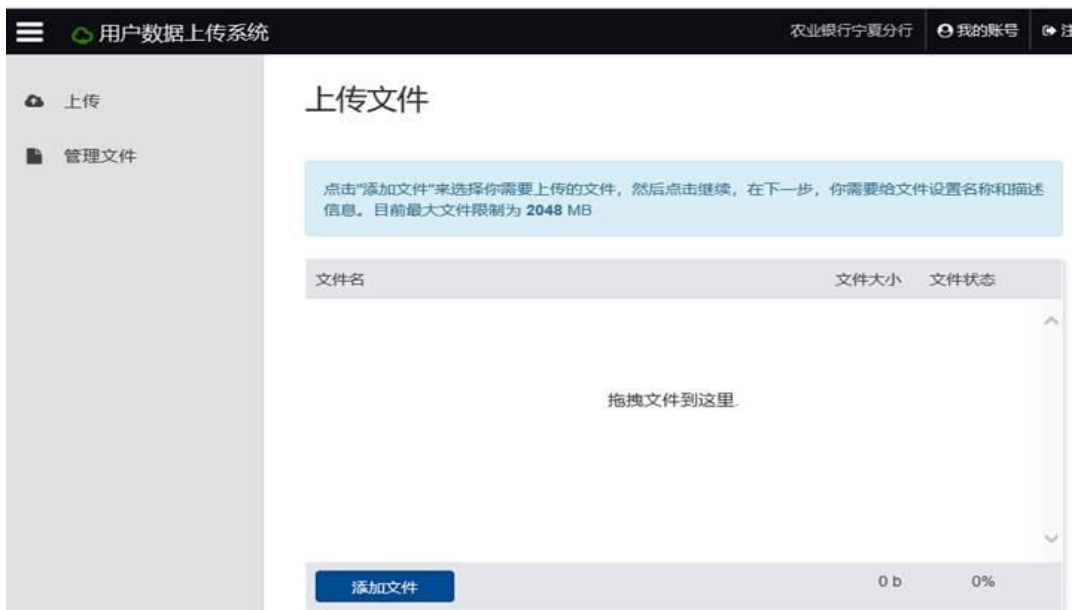 用户数据上传系统 农业银行宁夏分行 我的账号 注
上传
管理文件
上传文件
点击"添加文件"来选择你需要上传的文件，然后点击继续，在下一步，你需要给文件设置名称和描述
信息。目前最大文件限制为 2048 MB
文件名 文件大小 文件状态
拖拽文件到这里.
添加文件 0 b 0%